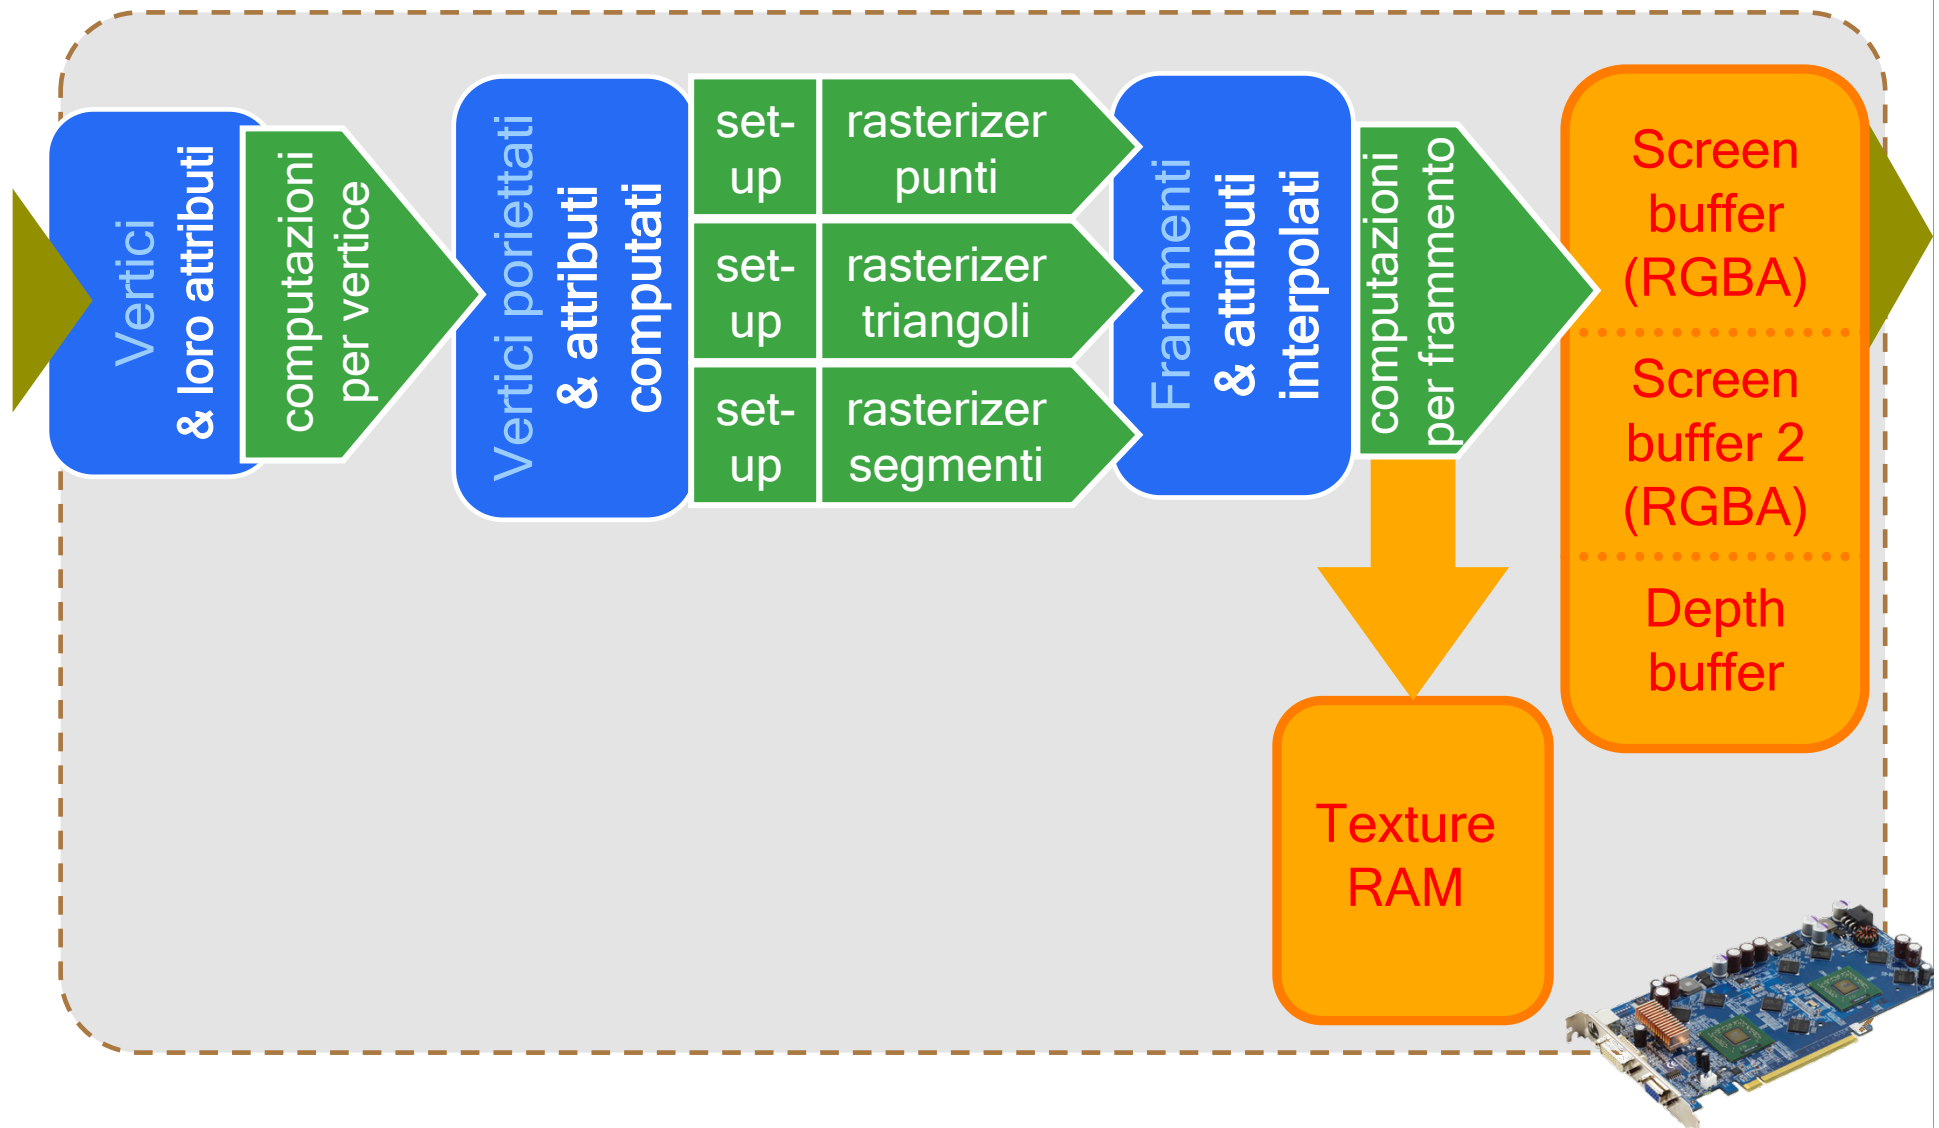 Vertici
& loro attributi
computazioni
per vertice
Vertici poriettati
& attributi
computati
set-
up
rasterizer
punti
set-
up
rasterizer
triangoli
set-
up
rasterizer
segmenti
Frammenti
& attributi
interpolati
computazioni
per frammento
Screen
buffer
(RGBA)
Screen
buffer 2
(RGBA)
Depth
buffer
Texture
RAM